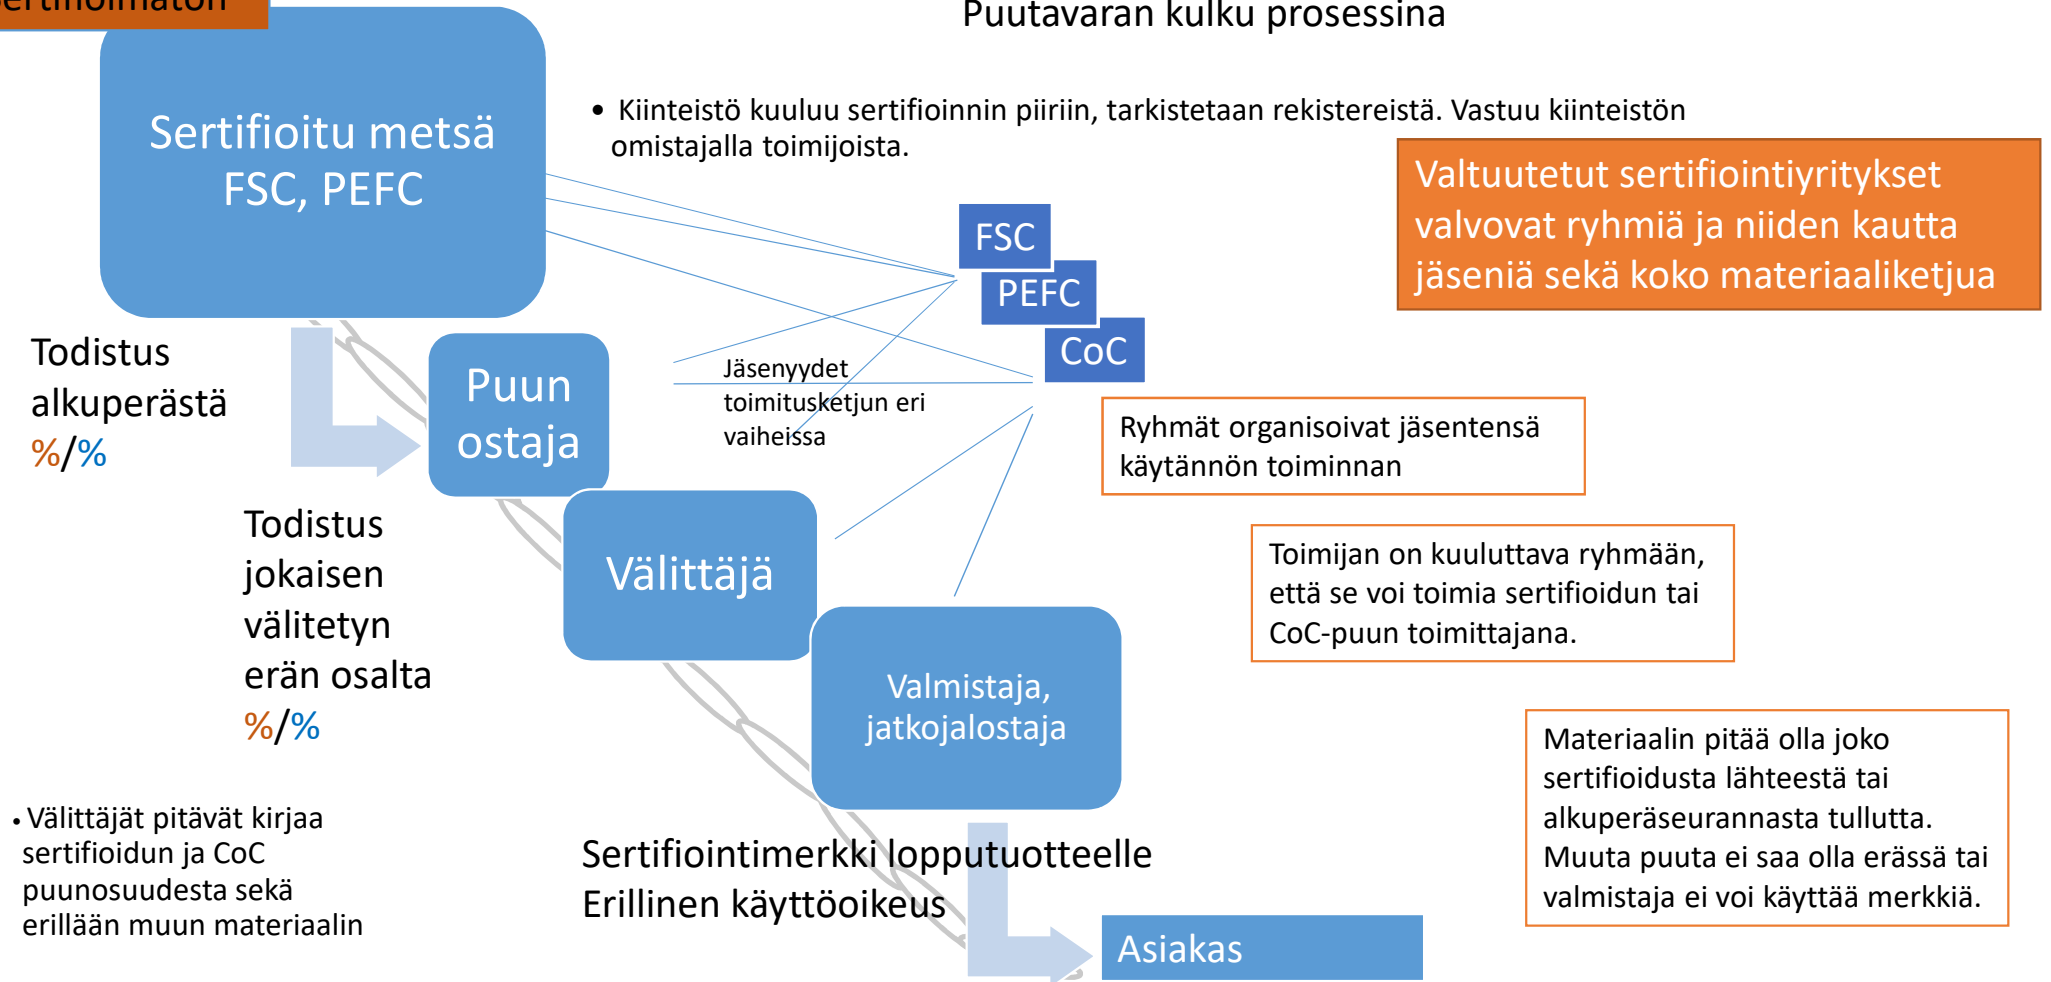 Puutavaran kulku prosessina
Sertifioitu metsä
FSC, PEFC
• Kiinteistö kuuluu sertifioinnin piiriin, tarkistetaan rekistereistä. Vastuu kiinteistön
omistajalla toimijoista.
Valtuutetut sertifiointiyritykset
valvovat ryhmiä ja niiden kautta
jäseniä sekä koko materiaaliketjua
FSC
PEFC
CoC
Todistus
alkuperästä
%/%
Puun
ostaja
Jäsenyydet
toimitusketjun eri
vaiheissa
Ryhmät organisoivat jäsentensä
käytännön toiminnan
Todistus
jokaisen
välitetyn
erän osalta
%/%
Välittäjä
Toimijan on kuuluttava ryhmään,
että se voi toimia sertifioidun tai
CoC-puun toimittajana.
Valmistaja,
jatkojalostaja
Materiaalin pitää olla joko
sertifioidusta lähteestä tai
alkuperäseurannasta tullutta.
Muuta puuta ei saa olla erässä tai
valmistaja ei voi käyttää merkkiä.
• Välittäjät pitävät kirjaa
sertifioidun ja CoC
puunosuudesta sekä
erillään muun materiaalin
Sertifiointimerkki lopputuotteelle
Erillinen käyttöoikeus
Asiakas